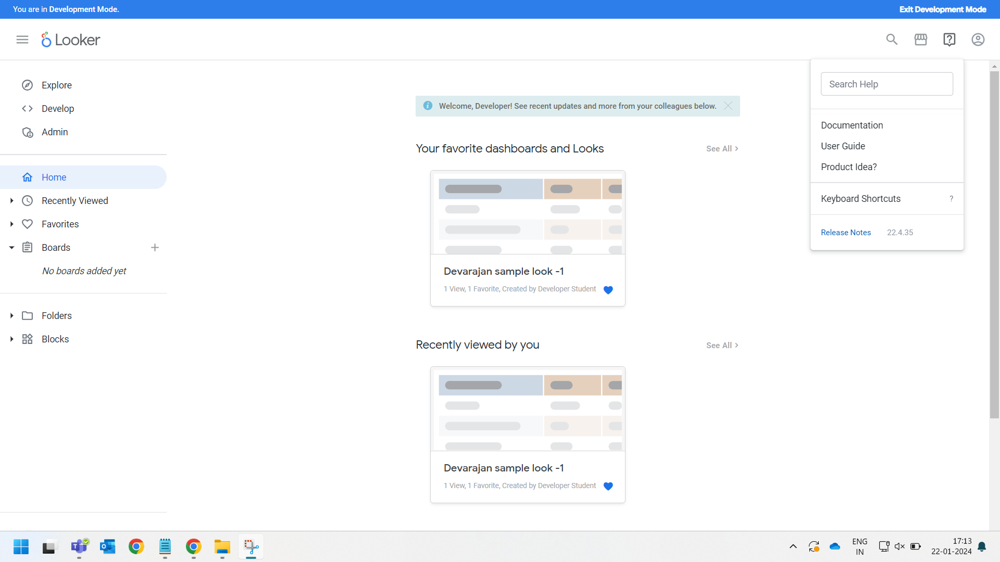 You are in Development Mode.
Exit Development Mode
Looker
Explore
Develop
Admin
Home
Recently Viewed
Favorites
Boards
No boards added yet
Folders
Blocks
Welcome, Developer! See recent updates and more from your colleagues below.
Your favorite dashboards and Looks
See All
Devarajan sample look -1
1 View, 1 Favorite, Created by Developer Student
Recently viewed by you
See All
Devarajan sample look -1
1 View, 1 Favorite, Created by Developer Student
Search Help
Documentation
User Guide
Product Idea?
Keyboard Shortcuts ?
Release Notes 22.4.35
ENG
IN
17:13
22-01-2024